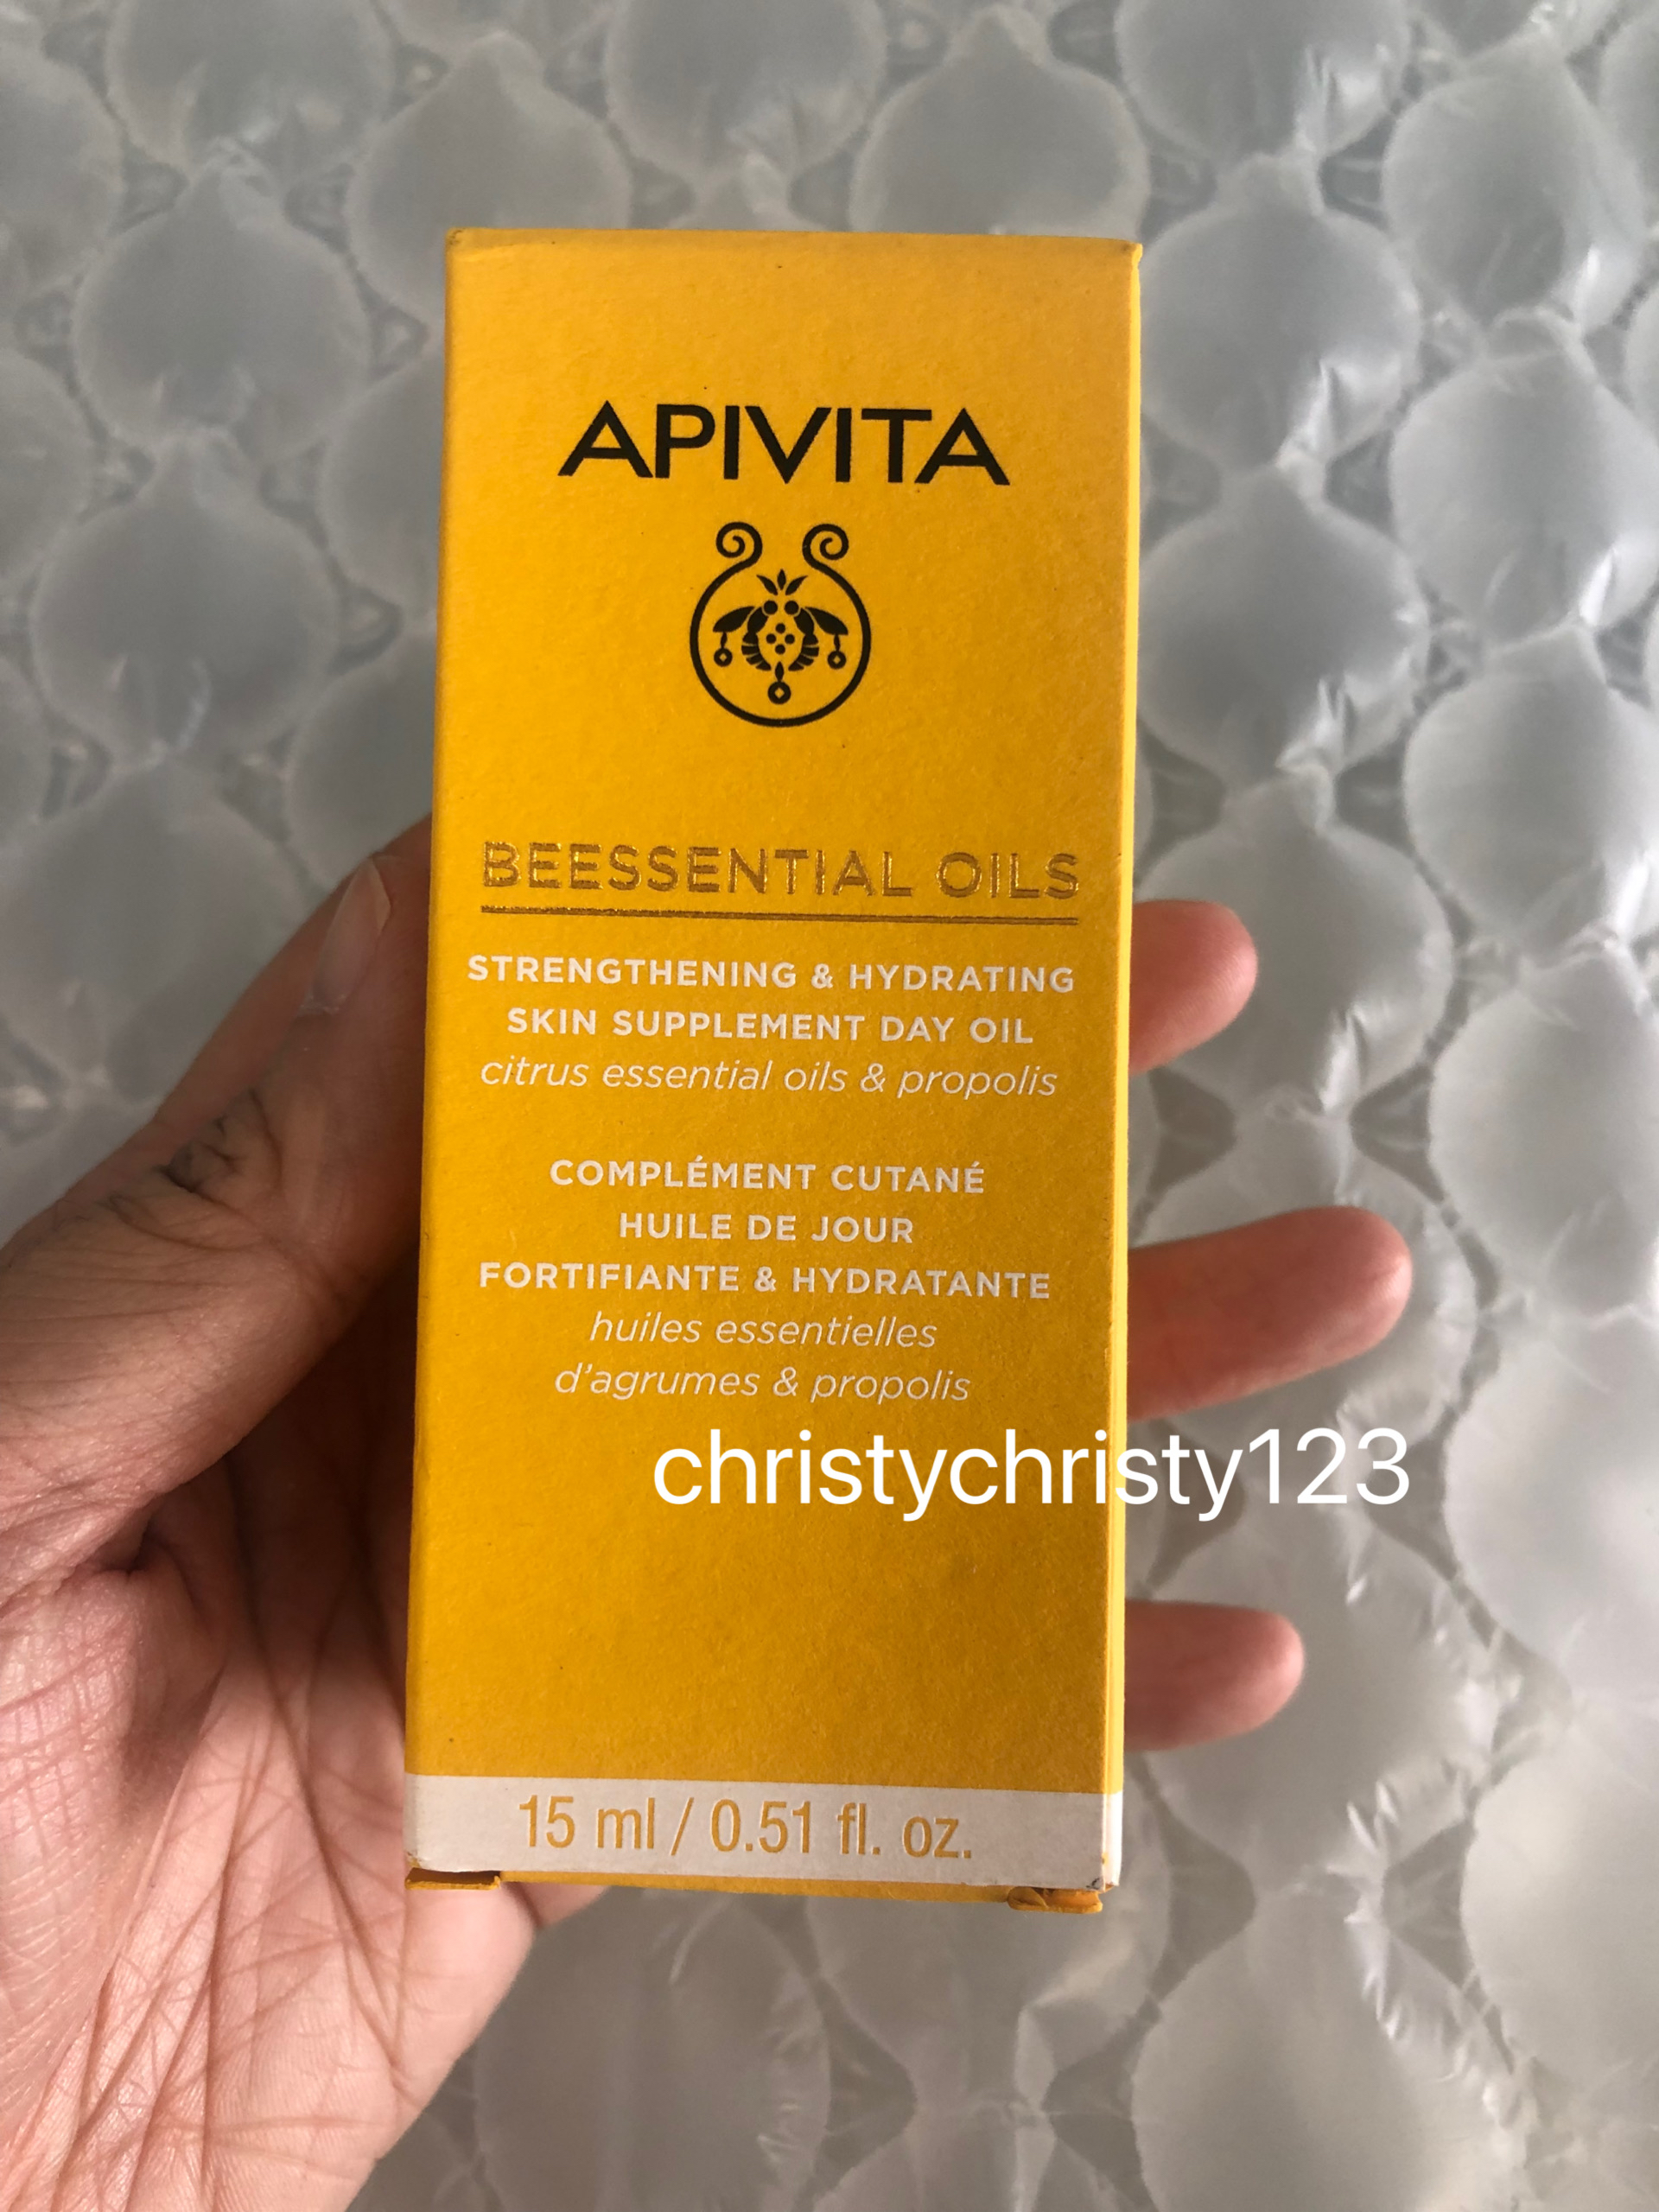 APIVITA
BEESSENTIAL OILS
STRENGTHENING & HYDRATING
SKIN SUPPLEMENT DAY OIL
citrus essential oils & propolis
COMPLÉMENT CUTANÉ
HUILE DE JOUR
FORTIFIANTE & HYDRATANTE
huiles essentielles
d'agrumes & propolis
christychristy123
15 ml / 0.51 fl. oz.